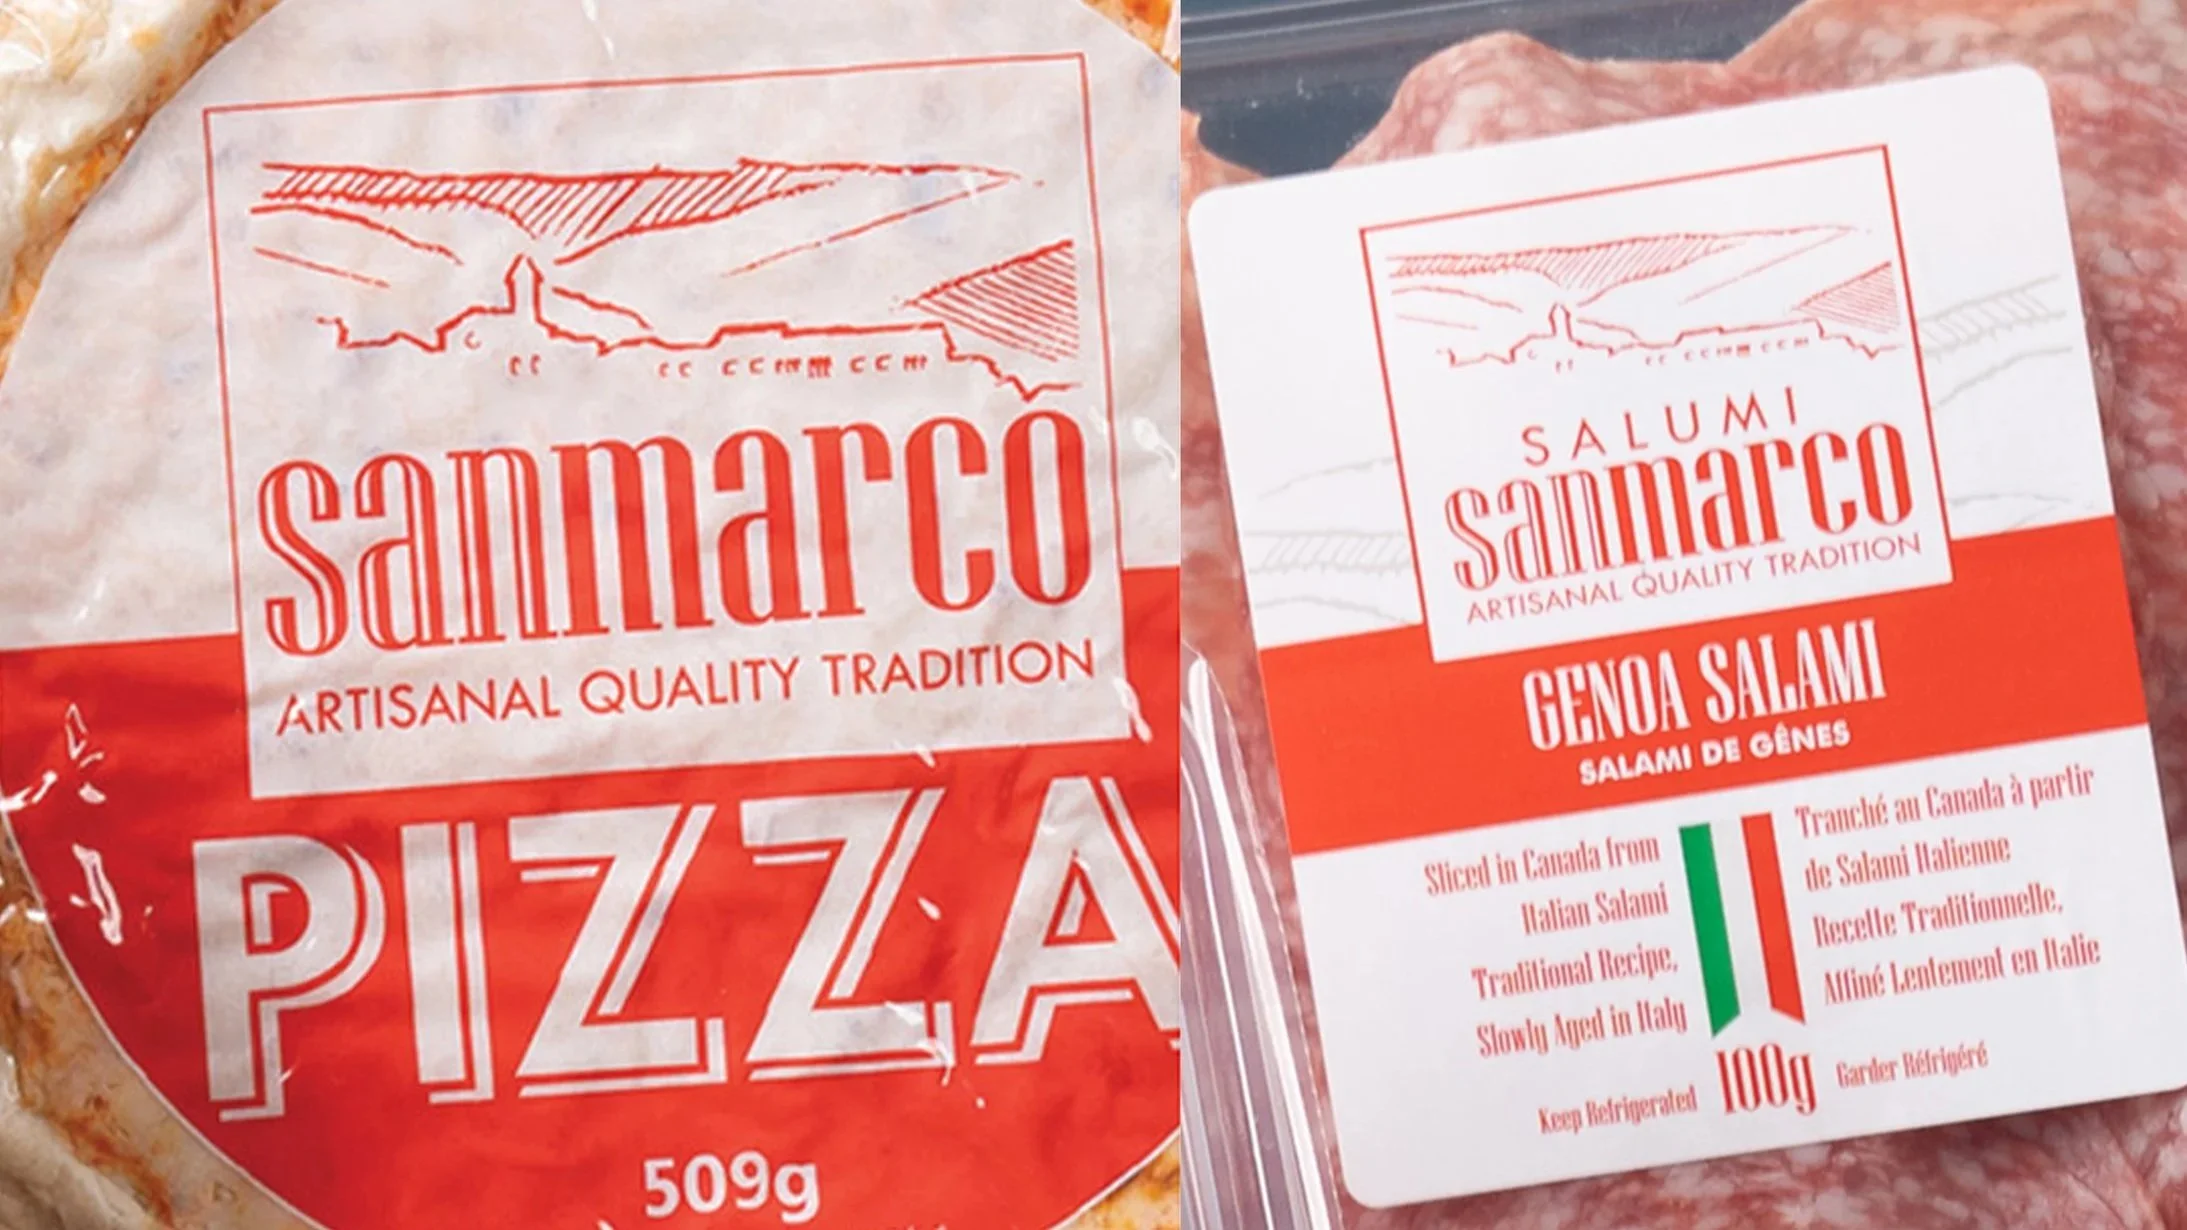 sanmarco
ARTISANAL QUALITY TRADITION
PIZZA
509g
SALUMI
sanmarco
ARTISANAL QUALITY TRADITION
GENOA SALAMI
SALAMI DE GÊNES
Sliced in Canada from
Italian Salami
Traditional Recipe,
Slowly Aged in Italy
Tranché au Canada à partir
de Salami Italienne
Recette Traditionnelle,
Affiné Lentement en Italie
Keep Refrigerated
100g
Garder Réfrigéré